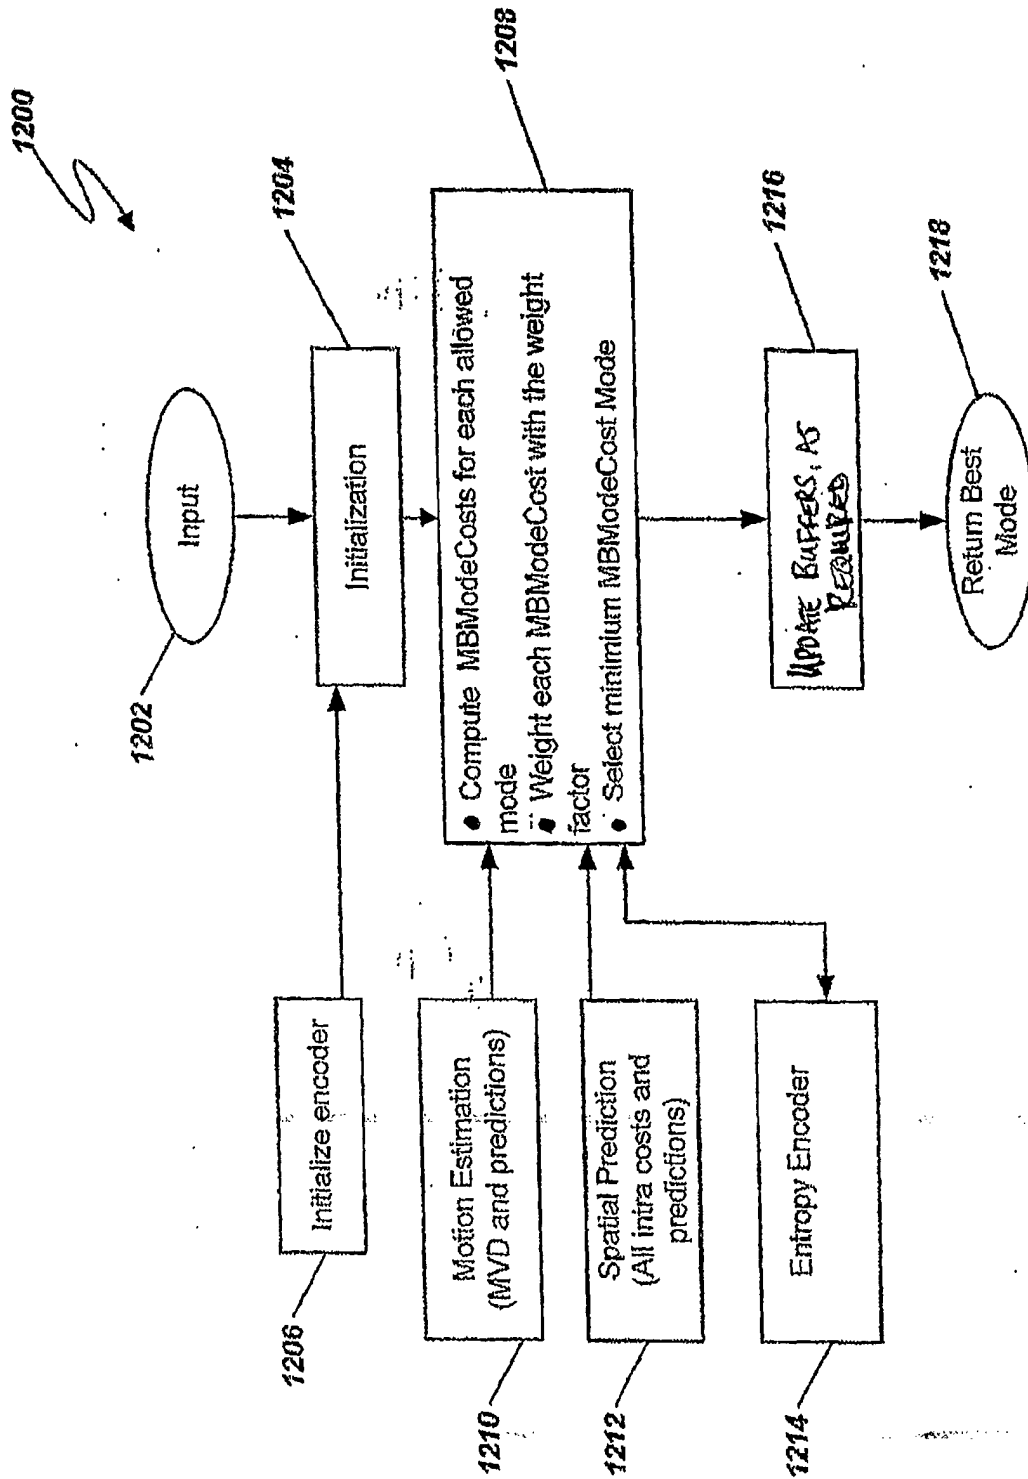 1200
Input
1202
Initialization
1204
Initialize encoder
1206
● Compute MBModeCosts for each allowed
mode
● Weight each MBModeCost with the weight
factor
● Select minimium MBModeCost Mode
1208
Motion Estimation
(MVD and predictions)
1210
Spatial Prediction
(All intra costs and
predictions)
1212
Entropy Encoder
1214
UPDATE BUFFERS, AS
REQUIRED
1216
Return Best
Mode
1218